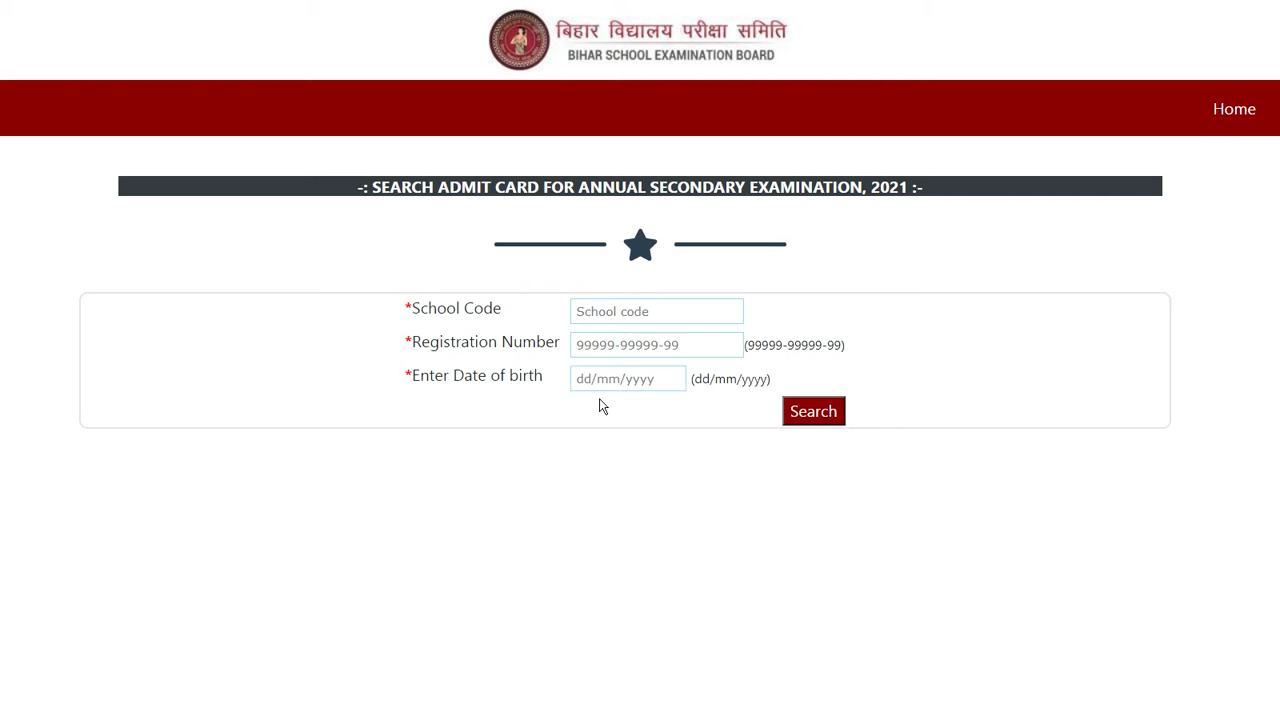 बिहार विद्यालय परीक्षा समिति
BIHAR SCHOOL EXAMINATION BOARD
Home
-: SEARCH ADMIT CARD FOR ANNUAL SECONDARY EXAMINATION, 2021 :-
*School Code School code
*Registration Number 99999-99999-99 (99999-99999-99)
*Enter Date of birth dd/mm/yyyy (dd/mm/yyyy)
Search